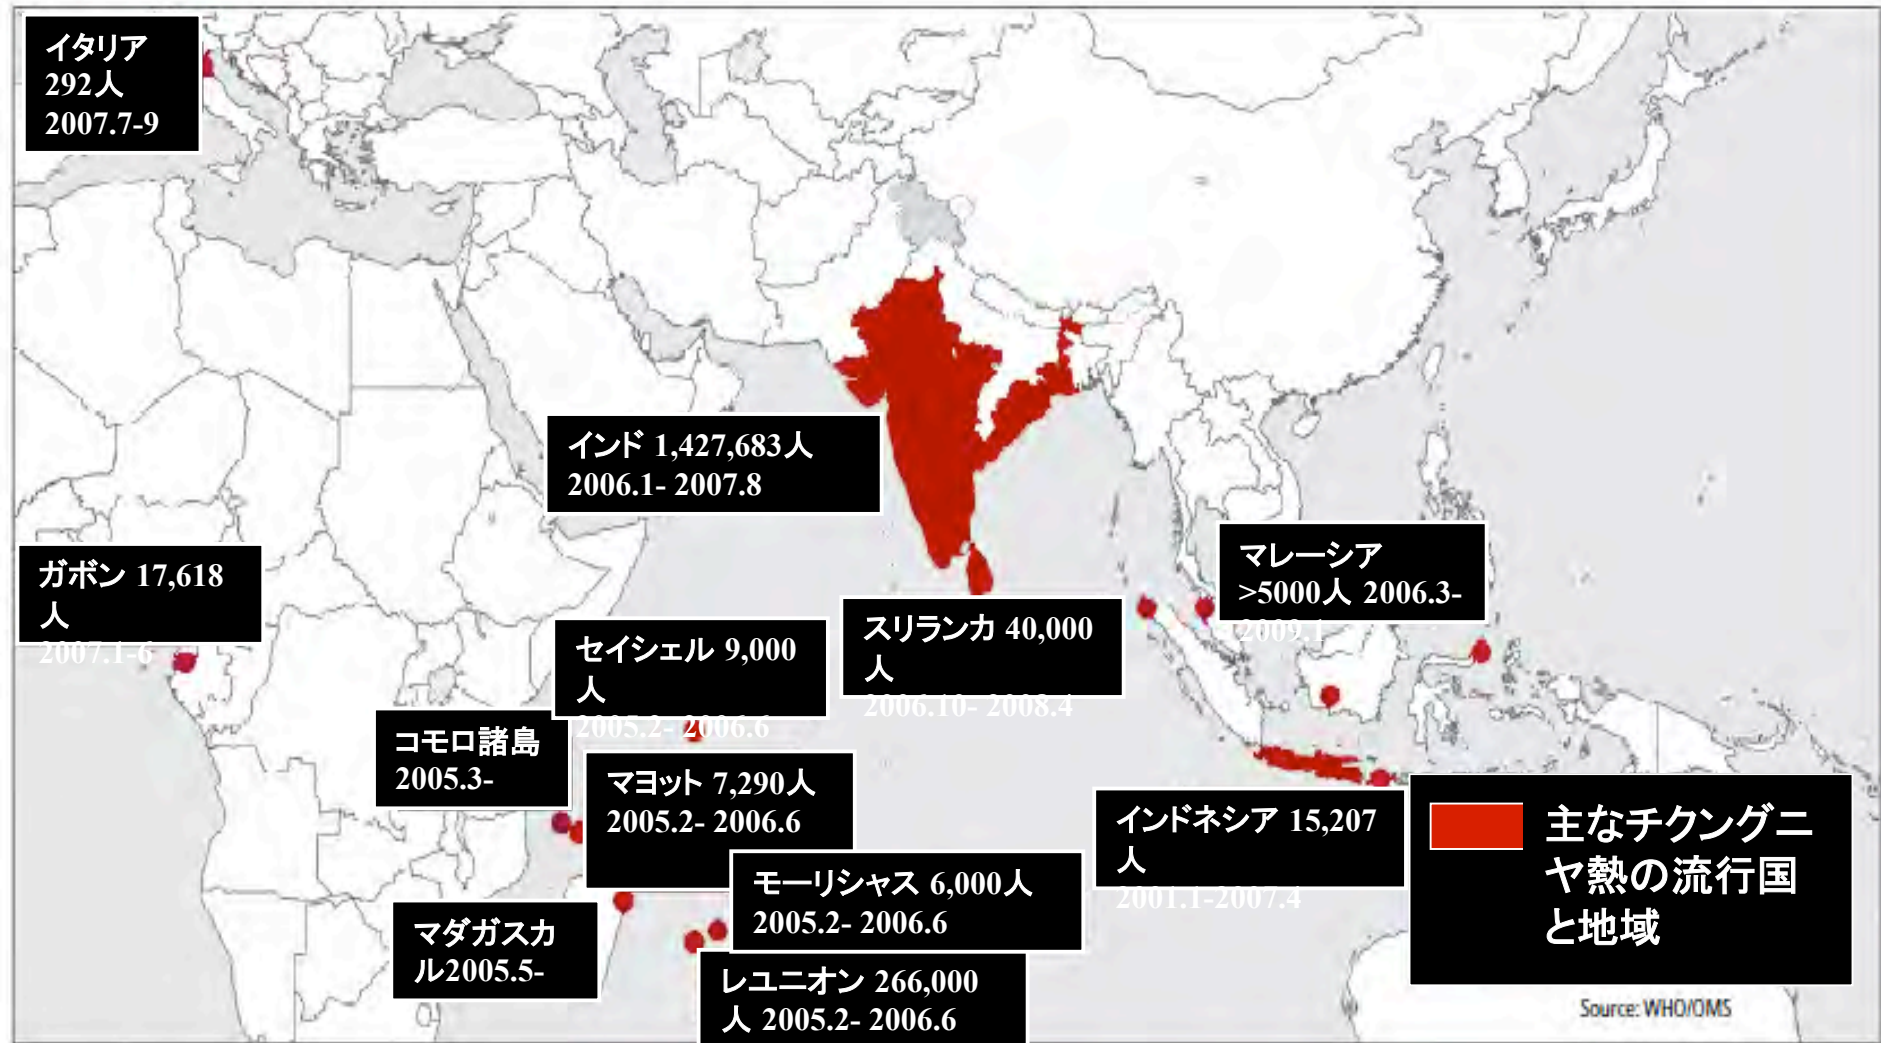 イタリア
292人
2007.7-9
インド 1,427,683人
2006.1- 2007.8
ガボン 17,618
人
2007.1-6
マレーシア
>5000人 2006.3-
2009.1
セイシェル 9,000
人
2005.2- 2006.6
スリランカ 40,000
人
2006.10- 2008.4
コモロ諸島
2005.3-
マヨット 7,290人
2005.2- 2006.6
インドネシア 15,207
人
2001.1-2007.4
主なチクングニ
ヤ熱の流行国
と地域
モーリシャス 6,000人
2005.2- 2006.6
マダガスカ
ル2005.5-
レユニオン 266,000
人 2005.2- 2006.6
Source: WHO/OMS